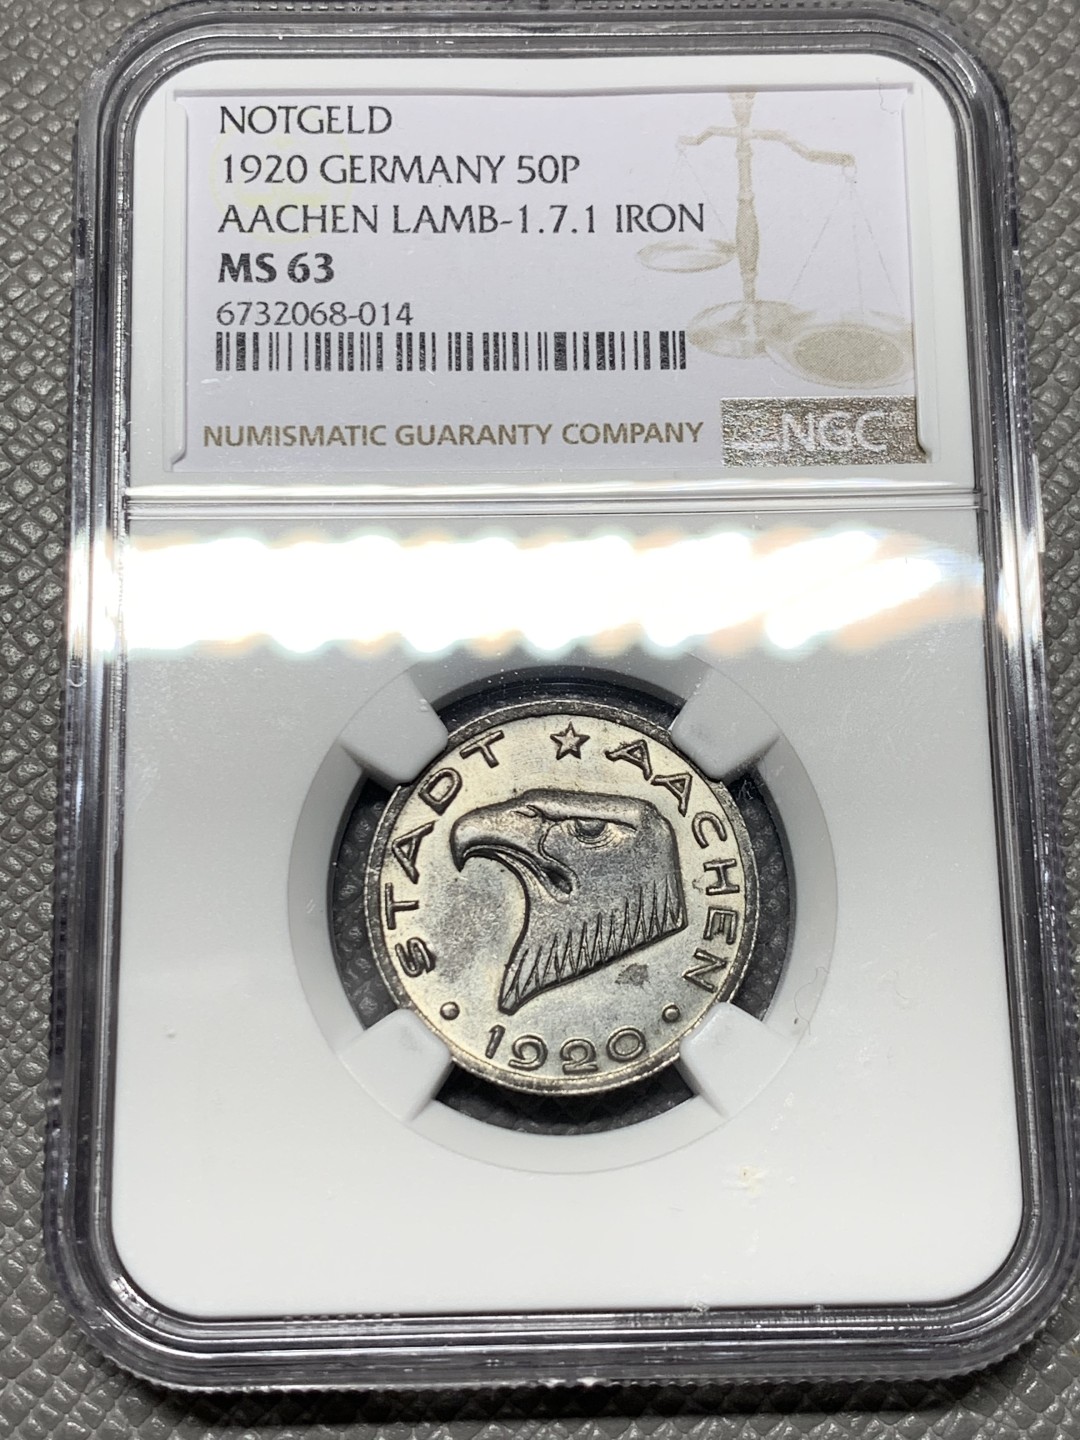 NOTGELD
1920 GERMANY 50P
AACHEN LAMB-1.7.1 IRON
MS 63
6732068-014
NUMISMATIC GUARANTY COMPANY
NGC
STADT ★ AACHEN
• 1920 •